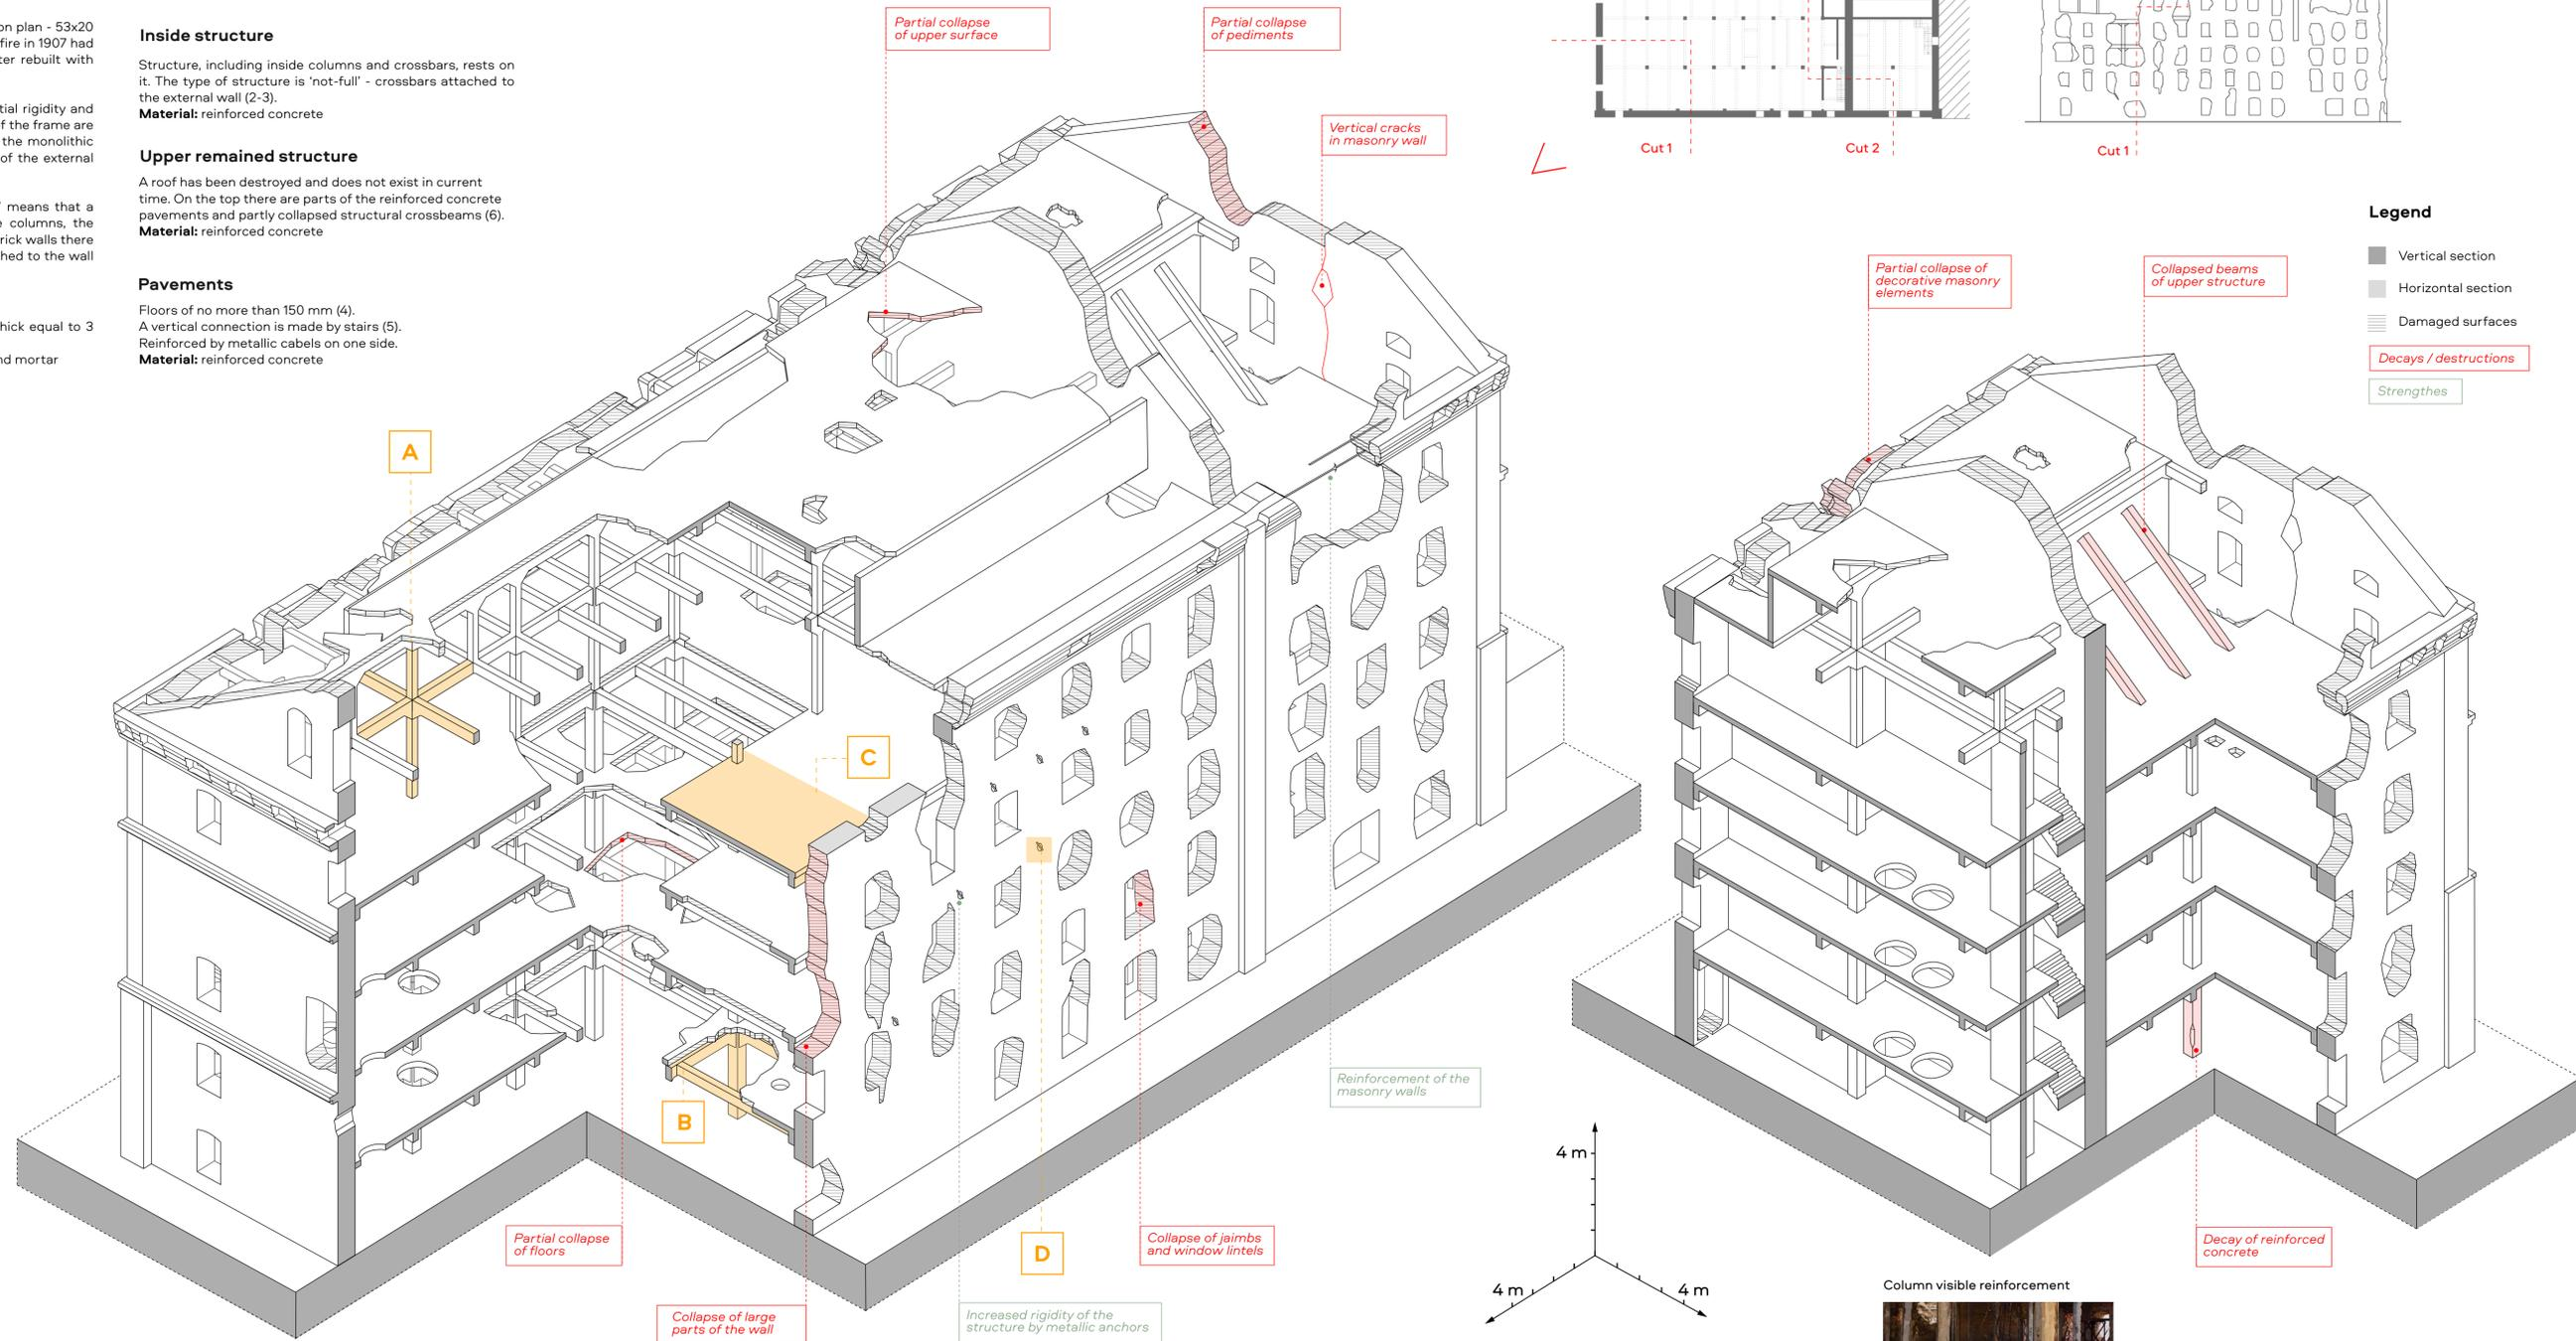 on plan - 53x20
fire in 1907 had
ter rebuilt with
tial rigidity and
of the frame are
the monolithic
of the external
' means that a
e columns, the
rick walls there
hed to the wall
hick equal to 3
nd mortar
Inside structure
Structure, including inside columns and crossbars, rests on
it. The type of structure is 'not-full' - crossbars attached to
the external wall (2-3).
Material: reinforced concrete
Upper remained structure
A roof has been destroyed and does not exist in current
time. On the top there are parts of the reinforced concrete
pavements and partly collapsed structural crossbeams (6).
Material: reinforced concrete
Pavements
Floors of no more than 150 mm (4).
A vertical connection is made by stairs (5).
Reinforced by metallic cabels on one side.
Material: reinforced concrete
Partial collapse
of upper surface
Partial collapse
of pediments
Vertical cracks
in masonry wall
Cut 1
Cut 2
Cut 1
Legend
Vertical section
Horizontal section
Damaged surfaces
Decays / destructions
Strengthes
Partial collapse of
decorative masonry
elements
Collapsed beams
of upper structure
A
C
B
D
Reinforcement of the
masonry walls
Partial collapse
of floors
Collapse of jaimbs
and window lintels
Collapse of large
parts of the wall
Increased rigidity of the
structure by metallic anchors
4 m
4 m
4 m
Decay of reinforced
concrete
Column visible reinforcement